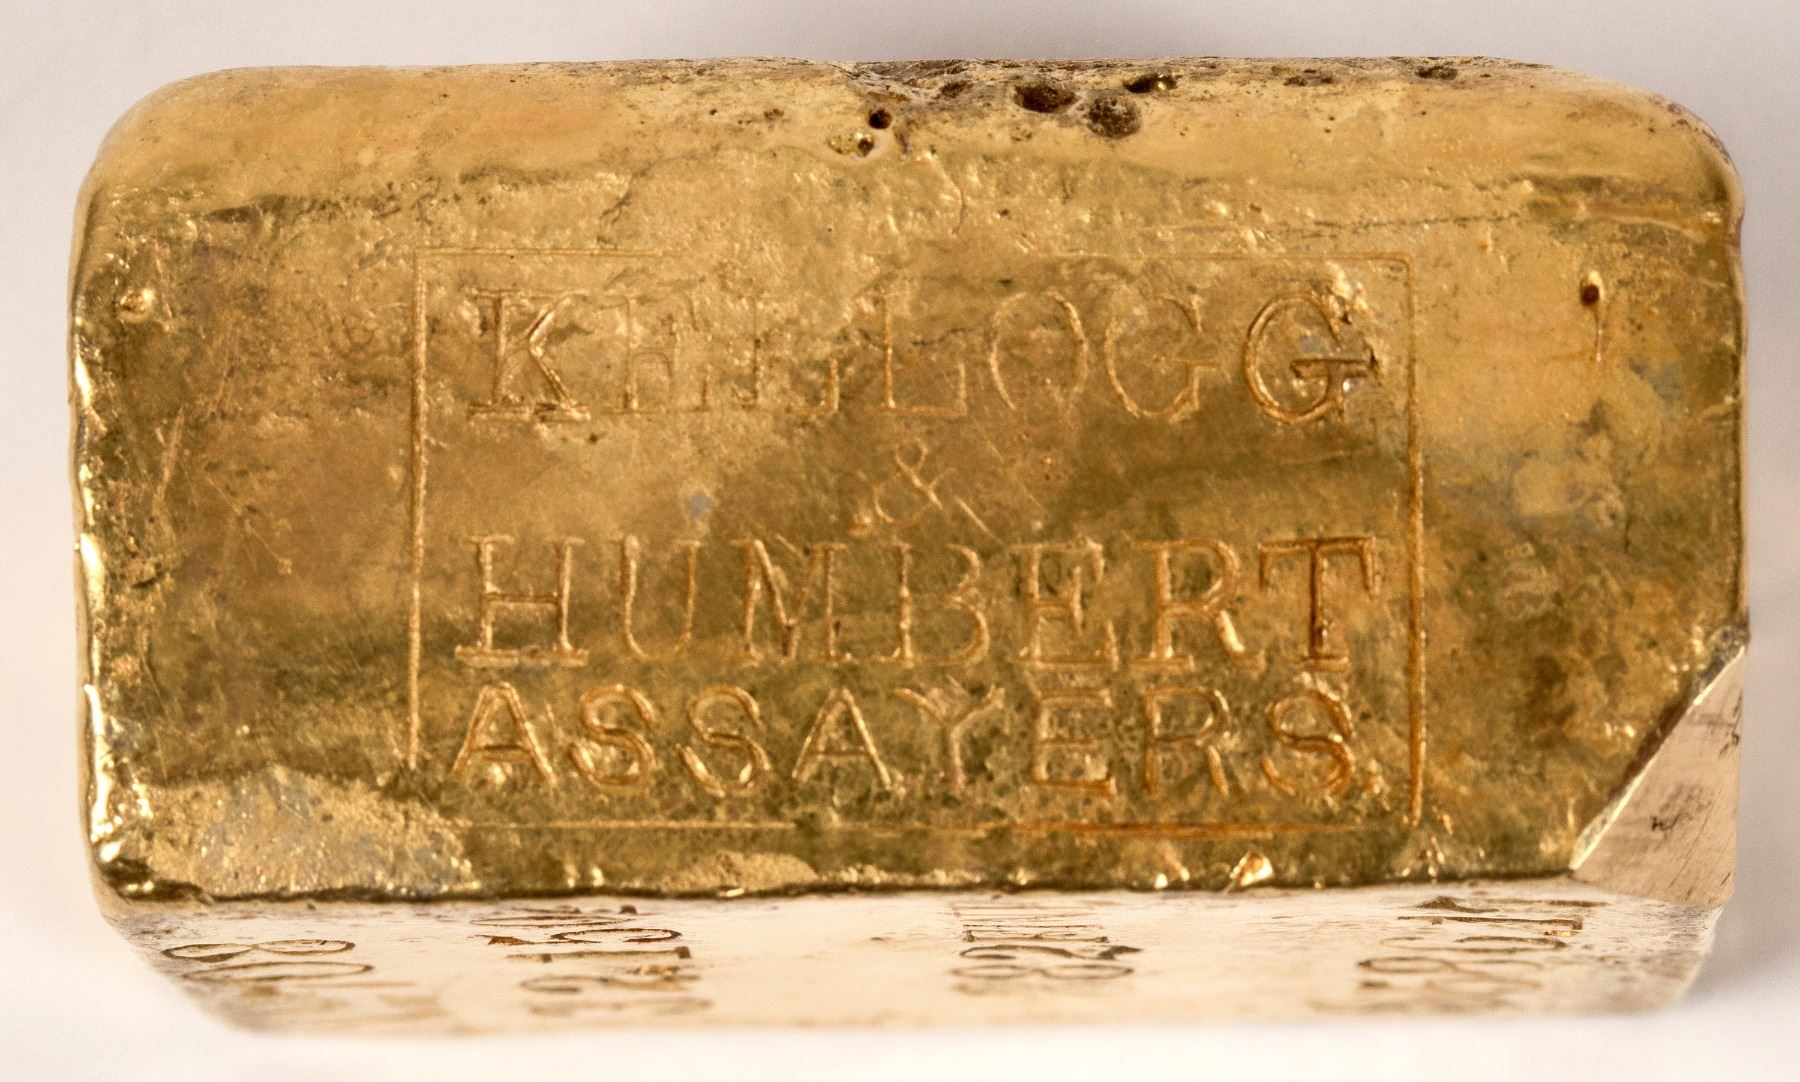 KELLOGG
&
HUMBERT
ASSAYERS.